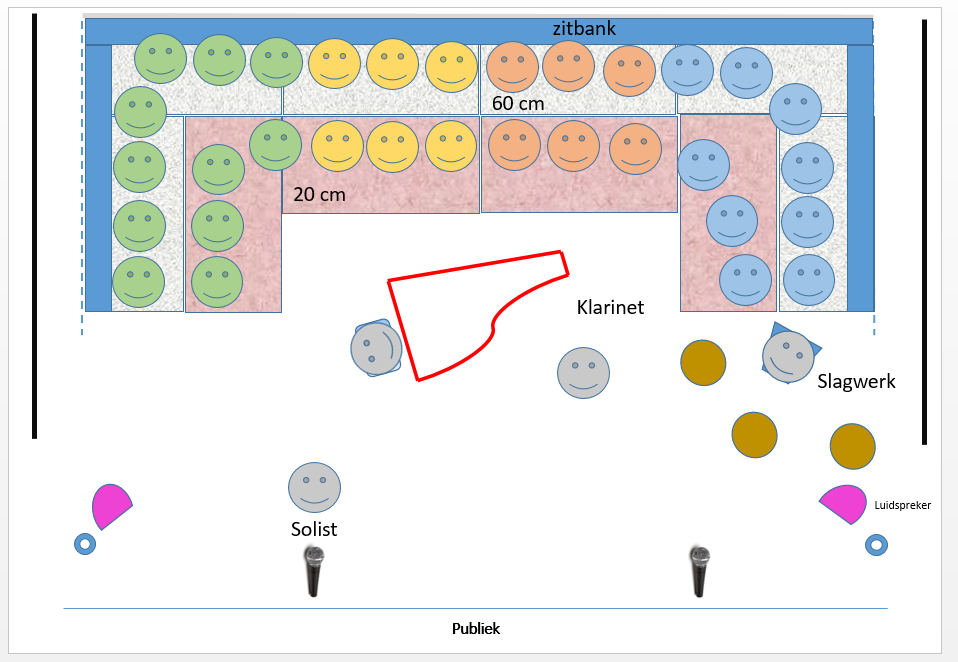 zitbank
60 cm
20 cm
Klarinet
Slagwerk
Luidspreker
Solist
Publiek